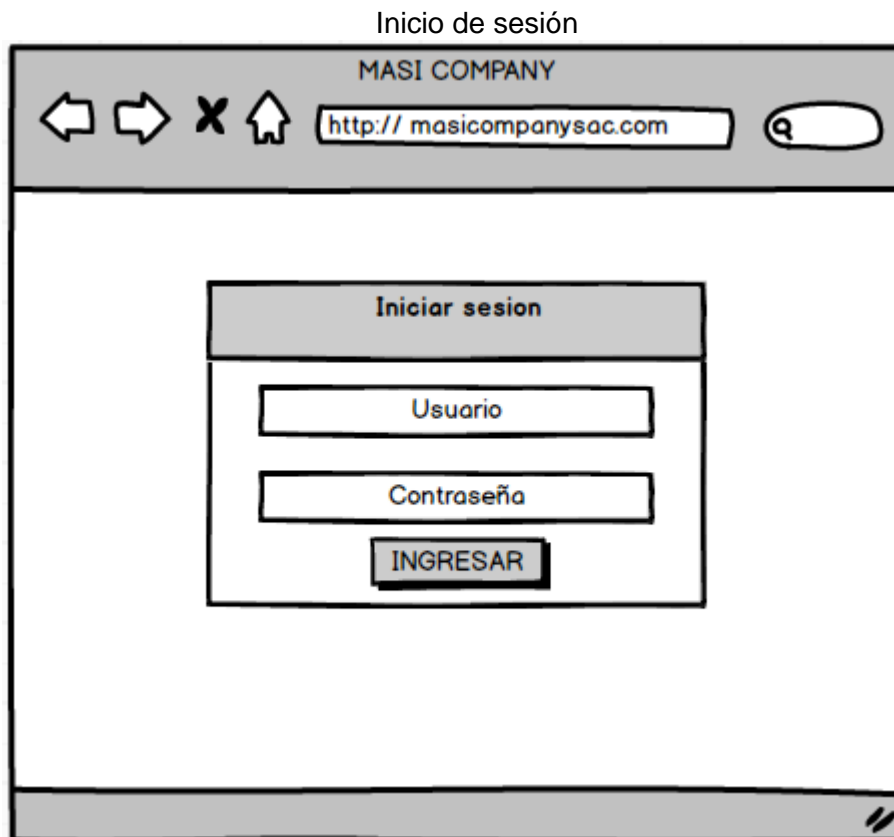 Inicio de sesión
MASI COMPANY
http:// masicompanysac.com
Iniciar sesion
Usuario
Contraseña
INGRESAR